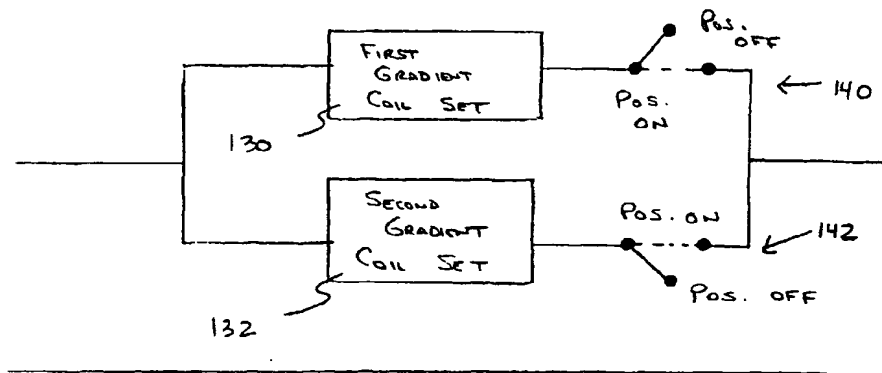 POS.
OFF
FIRST
GRADIENT
COIL SET
140
POS.
ON
130
SECOND
GRADIENT
COIL SET
POS. ON
142
POS. OFF
132